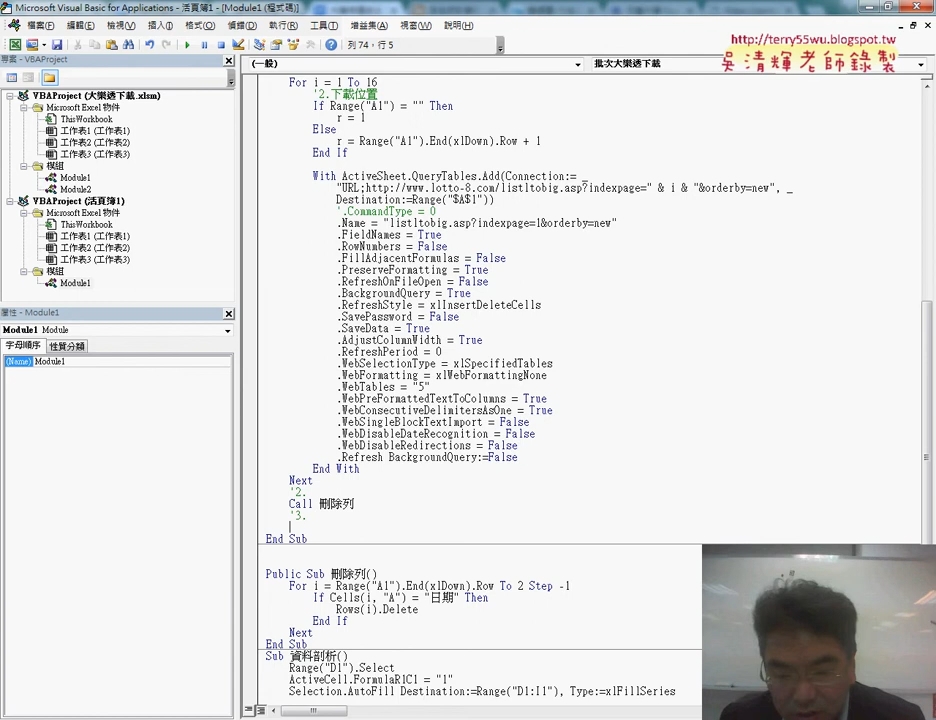 Microsoft Visual Basic for Applications - 活頁簿1 - [Module1 (程式碼)]
檔案(F) 編輯(E) 檢視(V) 插入(I) 格式(O) 偵錯(D) 執行(R) 工具(T) 增益集(A) 視窗(W) 說明(H)
列 74，行 5
http://terry55wu.blogspot.tw
吳清輝老師錄製
專案 - VBAProject
VBAProject (大樂透下載.xlsm)
Microsoft Excel 物件
ThisWorkbook
工作表1 (工作表1)
工作表2 (工作表2)
工作表3 (工作表3)
模組
Module1
Module2
VBAProject (活頁簿1)
Microsoft Excel 物件
ThisWorkbook
工作表1 (工作表1)
工作表2 (工作表2)
工作表3 (工作表3)
模組
Module1
屬性 - Module1
Module1 Module
字母順序 性質分類
(Name) Module1
(一般) 批次大樂透下載
For i = 1 To 16
'2.下載位置
If Range("A1") = "" Then
r = 1
Else
r = Range("A1").End(xlDown).Row + 1
End If
With ActiveSheet.QueryTables.Add(Connection:= _
"URL;http://www.lotto-8.com/listltobig.asp?indexpage=" & i & "&orderby=new", _
Destination:=Range("$A$1"))
'.CommandType = 0
.Name = "listltobig.asp?indexpage=1&orderby=new"
.FieldNames = True
.RowNumbers = False
.FillAdjacentFormulas = False
.PreserveFormatting = True
.RefreshOnFileOpen = False
.BackgroundQuery = True
.RefreshStyle = xlInsertDeleteCells
.SavePassword = False
.SaveData = True
.AdjustColumnWidth = True
.RefreshPeriod = 0
.WebSelectionType = xlSpecifiedTables
.WebFormatting = xlWebFormattingNone
.WebTables = "5"
.WebPreFormattedTextToColumns = True
.WebConsecutiveDelimitersAsOne = True
.WebSingleBlockTextImport = False
.WebDisableDateRecognition = False
.WebDisableRedirections = False
.Refresh BackgroundQuery:=False
End With
Next
'2.
Call 刪除列
'3.
End Sub
Public Sub 刪除列()
For i = Range("A1").End(xlDown).Row To 2 Step -1
If Cells(i, "A") = "日期" Then
Rows(i).Delete
End If
Next
End Sub
Sub 資料剖析()
Range("D1").Select
ActiveCell.FormulaR1C1 = "1"
Selection.AutoFill Destination:=Range("D1:I1"), Type:=xlFillSeries